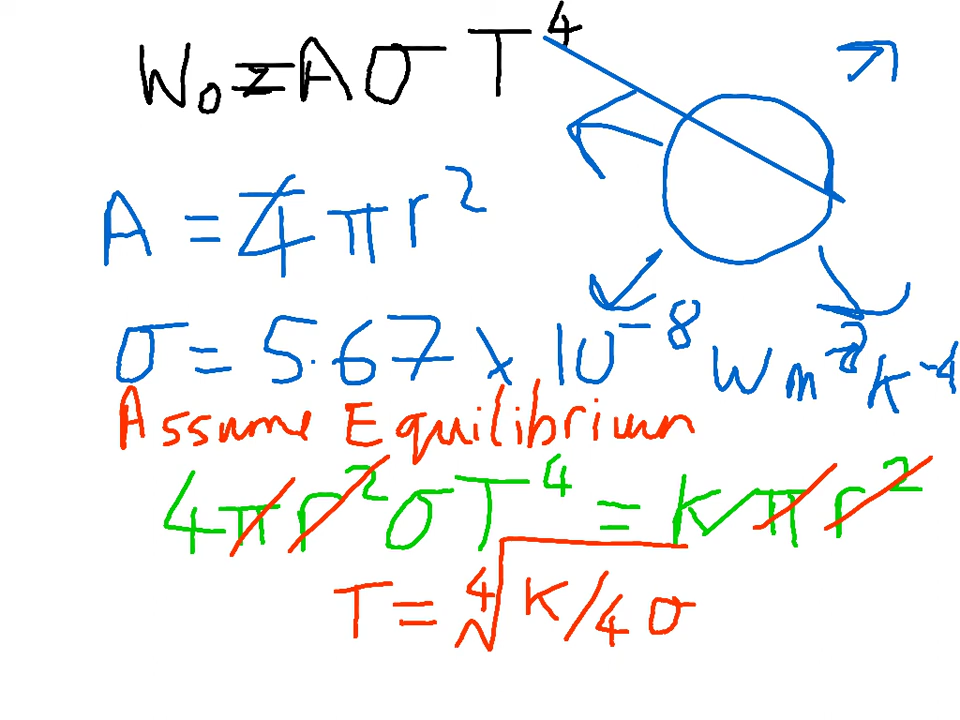 W₀ = AσT⁴
A = 4πr²
σ = 5.67 x 10⁻⁸ Wm⁻²K⁻⁴
Assume Equilibrium
4πr²σT⁴ = Kπr²
T = ⁴√K/4σ